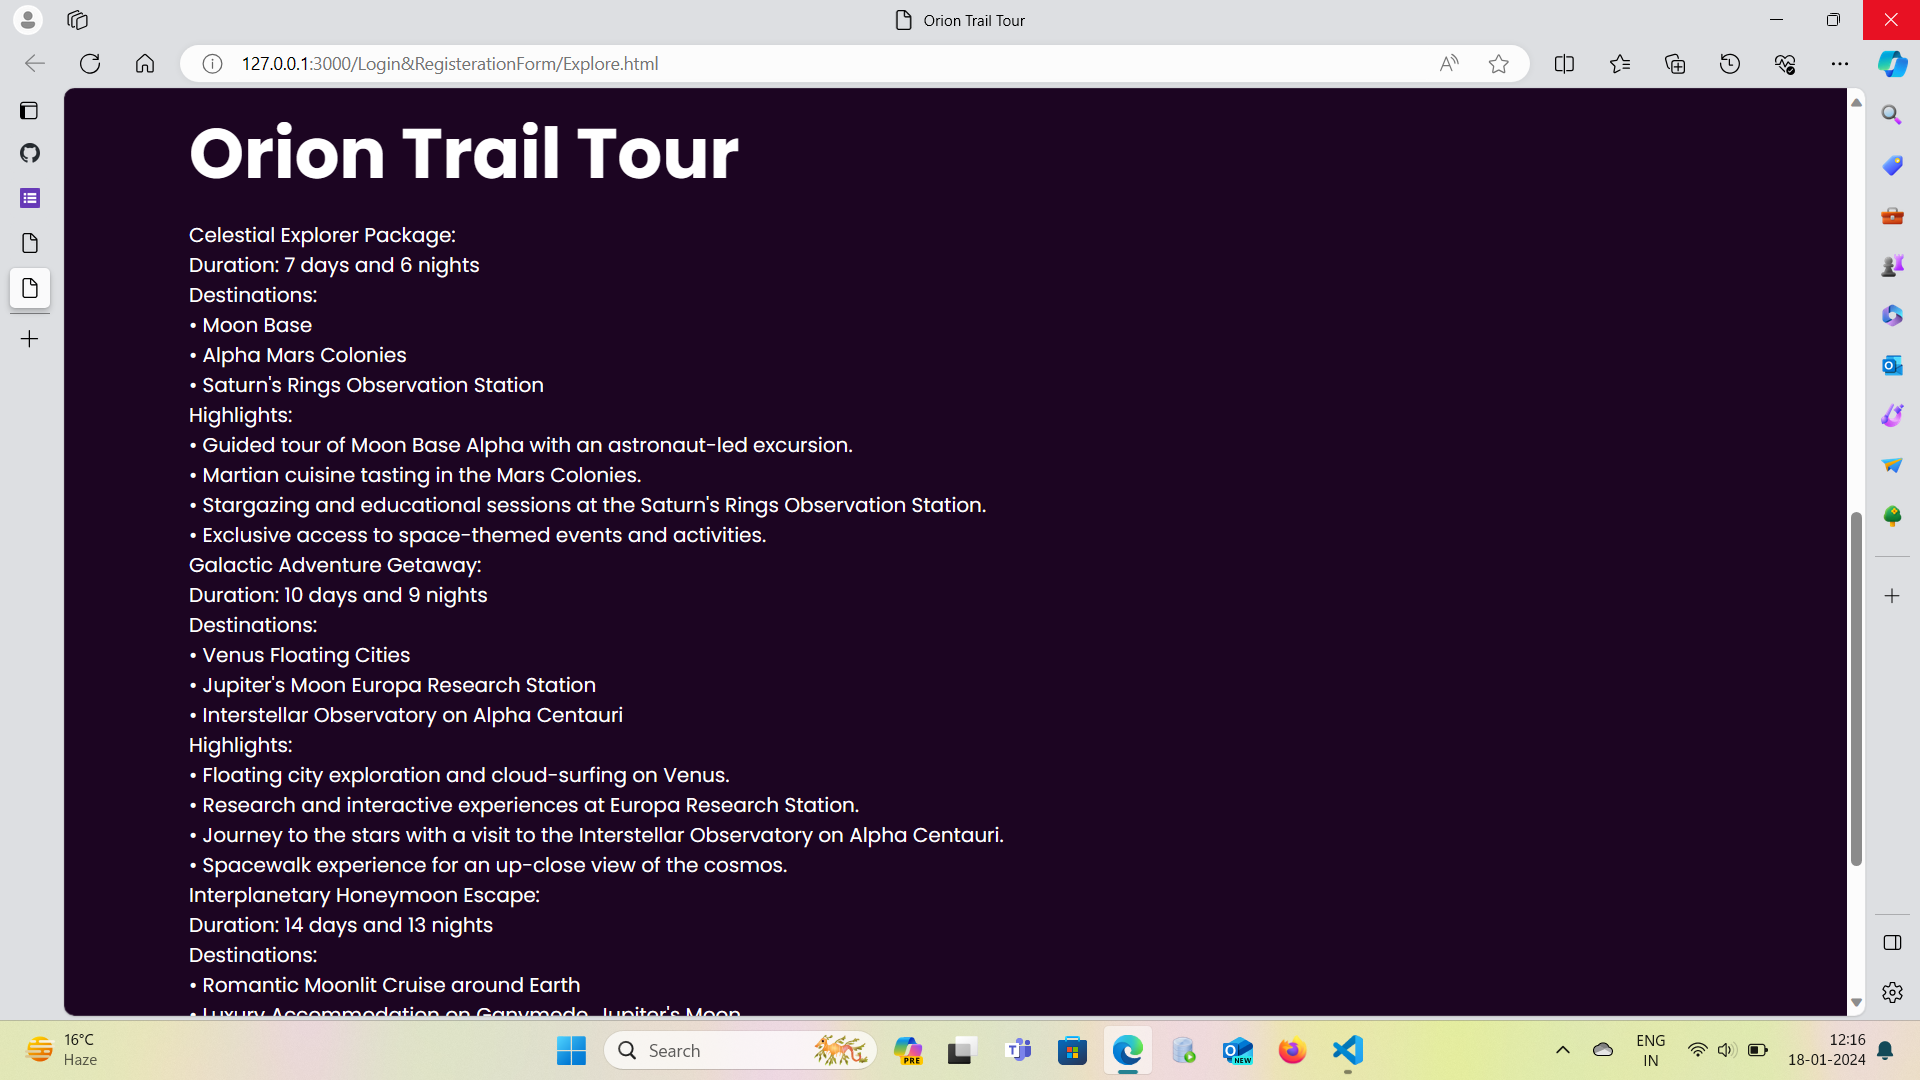 Orion Trail Tour
127.0.0.1:3000/Login&RegisterationForm/Explore.html
Orion Trail Tour
Celestial Explorer Package:
Duration: 7 days and 6 nights
Destinations:
• Moon Base
• Alpha Mars Colonies
• Saturn's Rings Observation Station
Highlights:
• Guided tour of Moon Base Alpha with an astronaut-led excursion.
• Martian cuisine tasting in the Mars Colonies.
• Stargazing and educational sessions at the Saturn's Rings Observation Station.
• Exclusive access to space-themed events and activities.
Galactic Adventure Getaway:
Duration: 10 days and 9 nights
Destinations:
• Venus Floating Cities
• Jupiter's Moon Europa Research Station
• Interstellar Observatory on Alpha Centauri
Highlights:
• Floating city exploration and cloud-surfing on Venus.
• Research and interactive experiences at Europa Research Station.
• Journey to the stars with a visit to the Interstellar Observatory on Alpha Centauri.
• Spacewalk experience for an up-close view of the cosmos.
Interplanetary Honeymoon Escape:
Duration: 14 days and 13 nights
Destinations:
• Romantic Moonlit Cruise around Earth
• Luxury Accommodation on Ganymede, Jupiter's Moon
16°C
Haze
Search
PRE
NEW
ENG
IN
12:16
18-01-2024